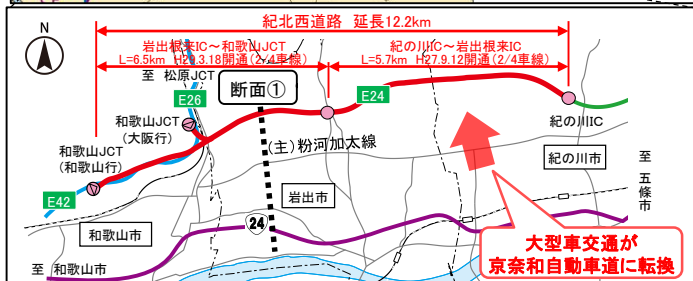 紀北西道路 延長12.2km
N
岩出根来IC～和歌山JCT
L=6.5km H29.3.18開通(2/4車線)
紀の川IC～岩出根来IC
L=5.7km H27.9.12開通(2/4車線)
至 松原JCT
E26
断面①
E24
和歌山JCT
(大阪行)
紀の川IC
(主)粉河加太線
和歌山JCT
(和歌山行)
紀の川市
至 五條市
E42
岩出市
24
和歌山市
大型車交通が
京奈和自動車道に転換
至 和歌山市